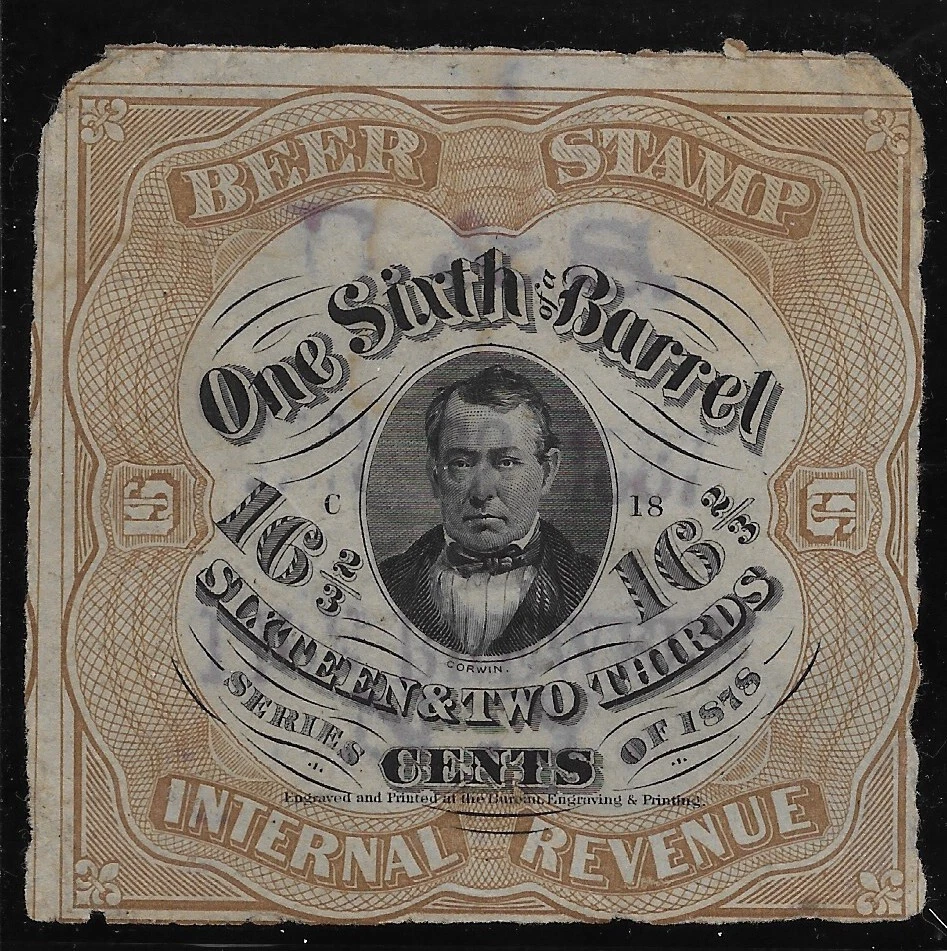 BEER STAMP
One Sixth of a Barrel
16 2/3 C 18 16 2/3
CORWIN.
SIXTEEN & TWO THIRDS
CENTS
SERIES OF 1878
Engraved and Printed at the Bureau, Engraving & Printing.
INTERNAL REVENUE